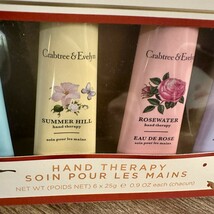 Crabtree & Evelyn
SUMMER HILL
hand therapy
soin pour les mains
Crabtree & Evelyn
ROSEWATER
hand therapy
EAU DE ROSE
soin pour les mains
HAND THERAPY
SOIN POUR LES MAINS
NET WT (POIDS NET) 6 x 25g ℮ 0.9 OZ each (chacun)